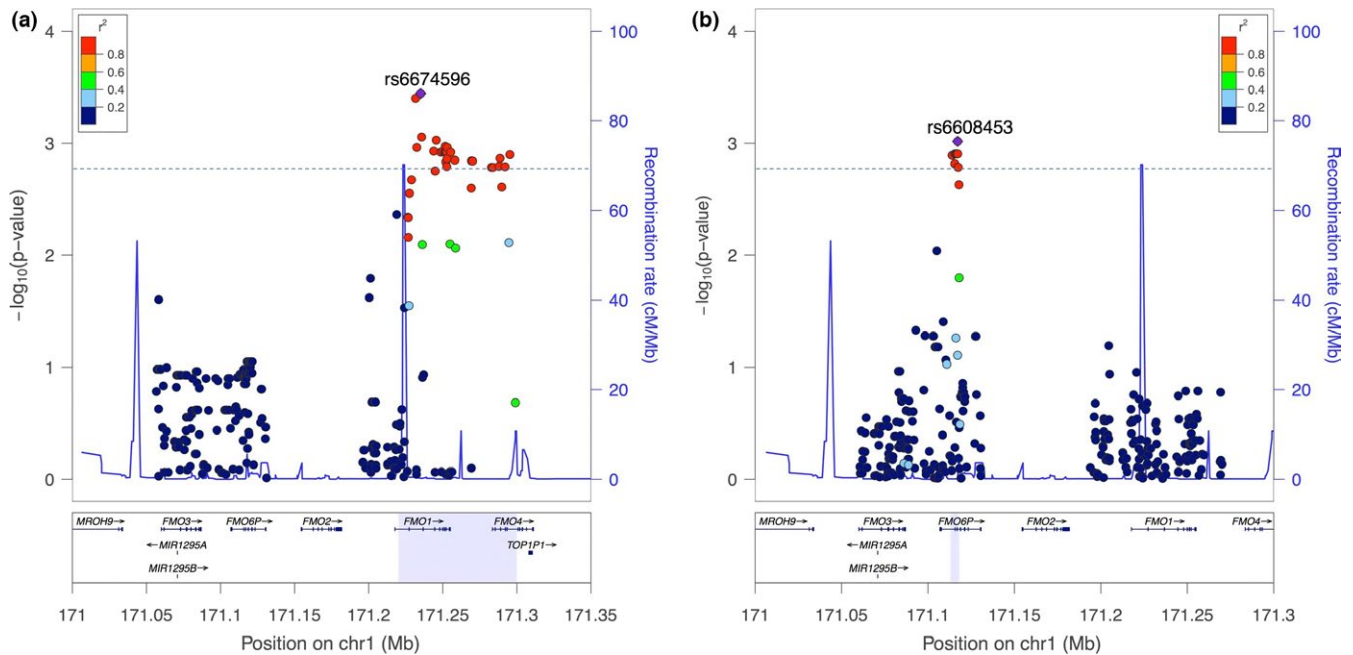 (a)
r²
0.8
0.6
0.4
0.2
rs6674596
4
3
2
1
0
−log₁₀(p−value)
100
80
60
40
20
0
Recombination rate (cM/Mb)
MROH9→
FMO3→
FMO6P→
FMO2→
FMO1→
FMO4→
←MIR1295A
TOP1P1→
MIR1295B→
171
171.05
171.1
171.15
171.2
171.25
171.3
171.35
Position on chr1 (Mb)
(b)
r²
0.8
0.6
0.4
0.2
rs6608453
4
3
2
1
0
−log₁₀(p−value)
100
80
60
40
20
0
Recombination rate (cM/Mb)
MROH9→
FMO3→
FMO6P→
FMO2→
FMO1→
FMO4→
←MIR1295A
MIR1295B→
171
171.05
171.1
171.15
171.2
171.25
171.3
Position on chr1 (Mb)